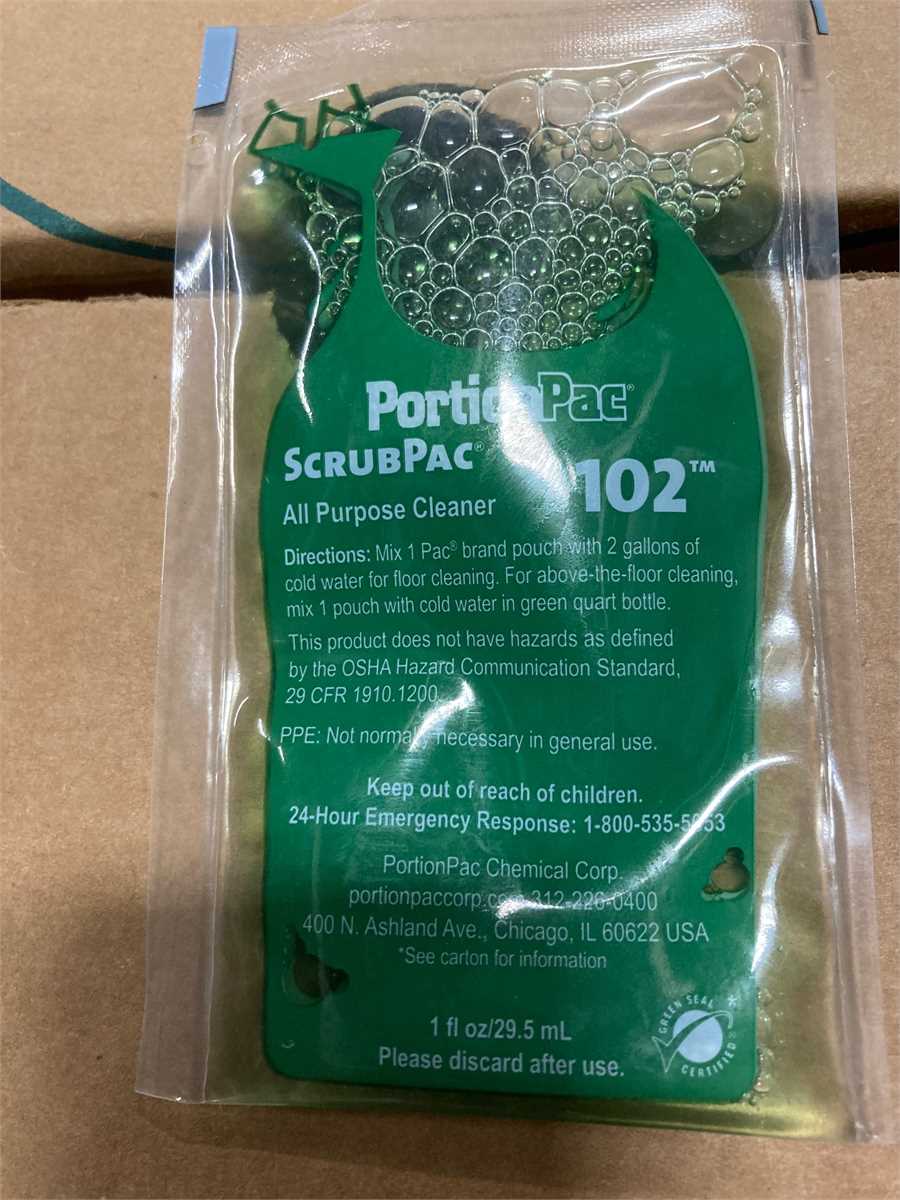 PortionPac®
ScrubPac®
102™
All Purpose Cleaner
Directions: Mix 1 Pac® brand pouch with 2 gallons of
cold water for floor cleaning. For above-the-floor cleaning,
mix 1 pouch with cold water in green quart bottle.
This product does not have hazards as defined
by the OSHA Hazard Communication Standard,
29 CFR 1910.1200.
PPE: Not normally necessary in general use.
Keep out of reach of children.
24-Hour Emergency Response: 1-800-535-5053
PortionPac Chemical Corp.
portionpaccorp.com 312-226-0400
400 N. Ashland Ave., Chicago, IL 60622 USA
*See carton for information
1 fl oz/29.5 mL
Please discard after use.
GREEN SEAL *
CERTIFIED®